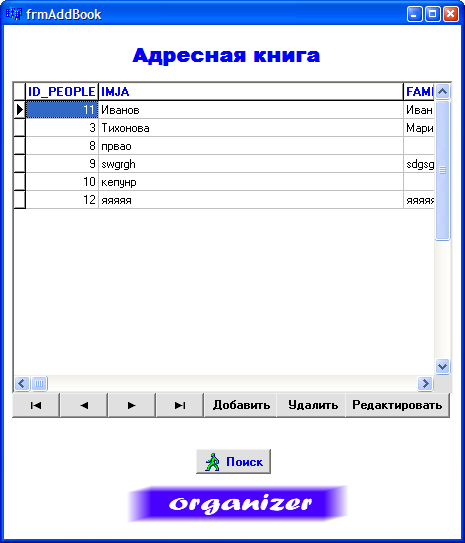 frmAddBook
Адресная книга
ID_PEOPLE IMJA FAMI
11 Иванов Иван
3 Тихонова Мари
8 првао
9 swgrgh sdgsg
10 кепунр
12 яяяяя яяяяя
Добавить Удалить Редактировать
Поиск
organizer